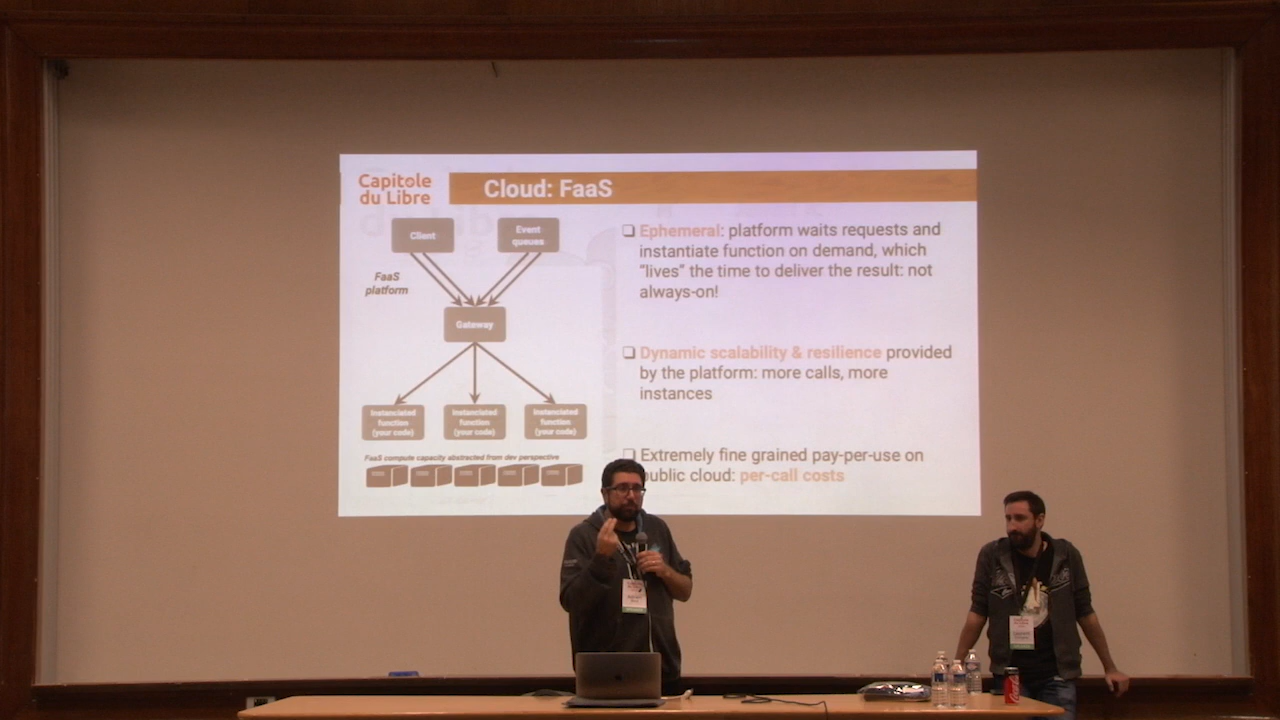 Capitole
du Libre
Cloud: FaaS
Client
Event
queues
FaaS
platform
Gateway
Instanciated
function
(your code)
Instanciated
function
(your code)
Instanciated
function
(your code)
FaaS compute capacity abstracted from dev perspective
❑ Ephemeral: platform waits requests and
instantiate function on demand, which
"lives" the time to deliver the result: not
always-on!
❑ Dynamic scalability & resilience provided
by the platform: more calls, more
instances
❑ Extremely fine grained pay-per-use on
public cloud: per-call costs